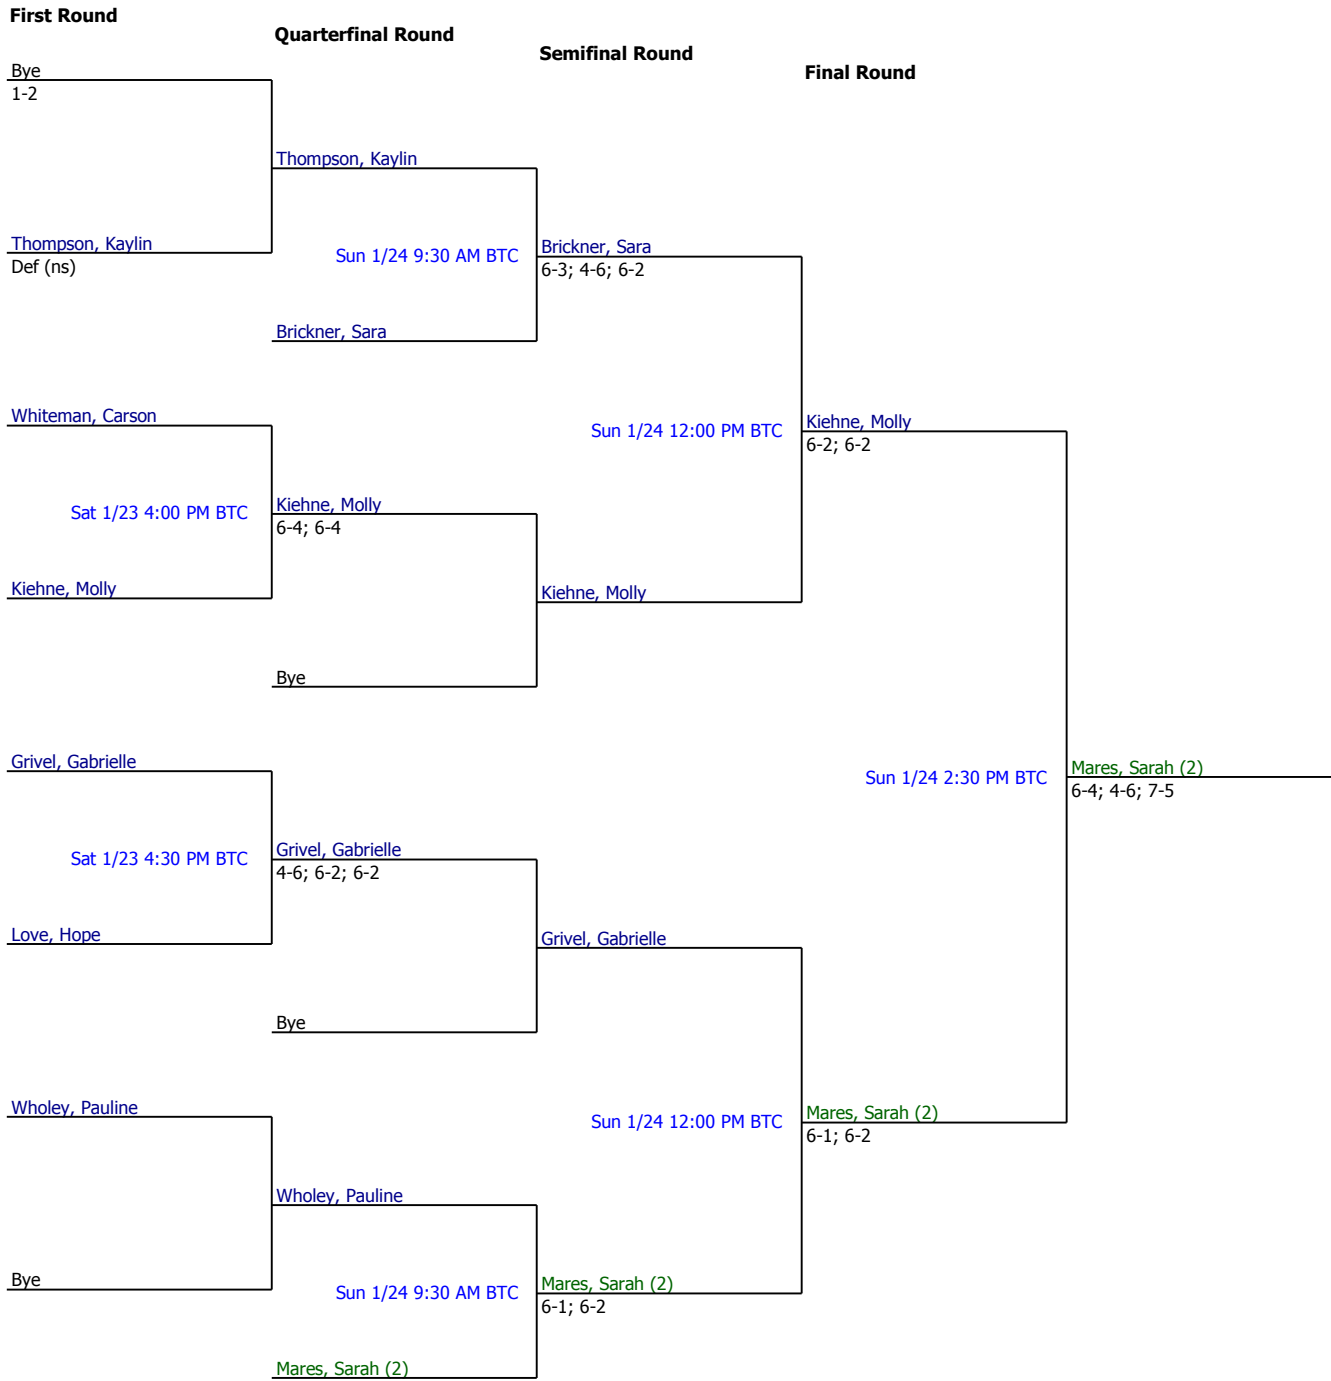 First Round
Quarterfinal Round
Semifinal Round
Final Round
Bye
1-2
Thompson, Kaylin
Thompson, Kaylin
Def (ns)
Sun 1/24 9:30 AM BTC
Brickner, Sara
6-3; 4-6; 6-2
Brickner, Sara
Whiteman, Carson
Sun 1/24 12:00 PM BTC
Kiehne, Molly
6-2; 6-2
Sat 1/23 4:00 PM BTC
Kiehne, Molly
6-4; 6-4
Kiehne, Molly
Kiehne, Molly
Bye
Grivel, Gabrielle
Sun 1/24 2:30 PM BTC
Mares, Sarah (2)
6-4; 4-6; 7-5
Sat 1/23 4:30 PM BTC
Grivel, Gabrielle
4-6; 6-2; 6-2
Love, Hope
Grivel, Gabrielle
Bye
Wholey, Pauline
Sun 1/24 12:00 PM BTC
Mares, Sarah (2)
6-1; 6-2
Wholey, Pauline
Bye
Sun 1/24 9:30 AM BTC
Mares, Sarah (2)
6-1; 6-2
Mares, Sarah (2)